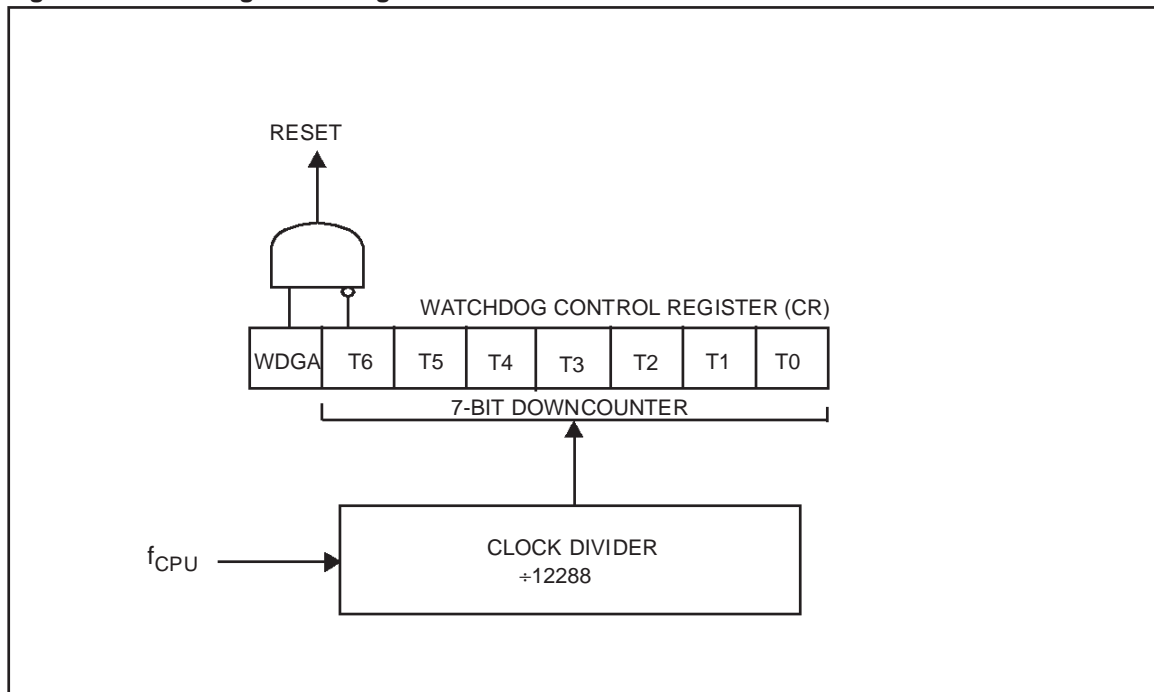 RESET
WATCHDOG CONTROL REGISTER (CR)
WDGA T6 T5 T4 T3 T2 T1 T0
7-BIT DOWNCOUNTER
fCPU
CLOCK DIVIDER
÷12288